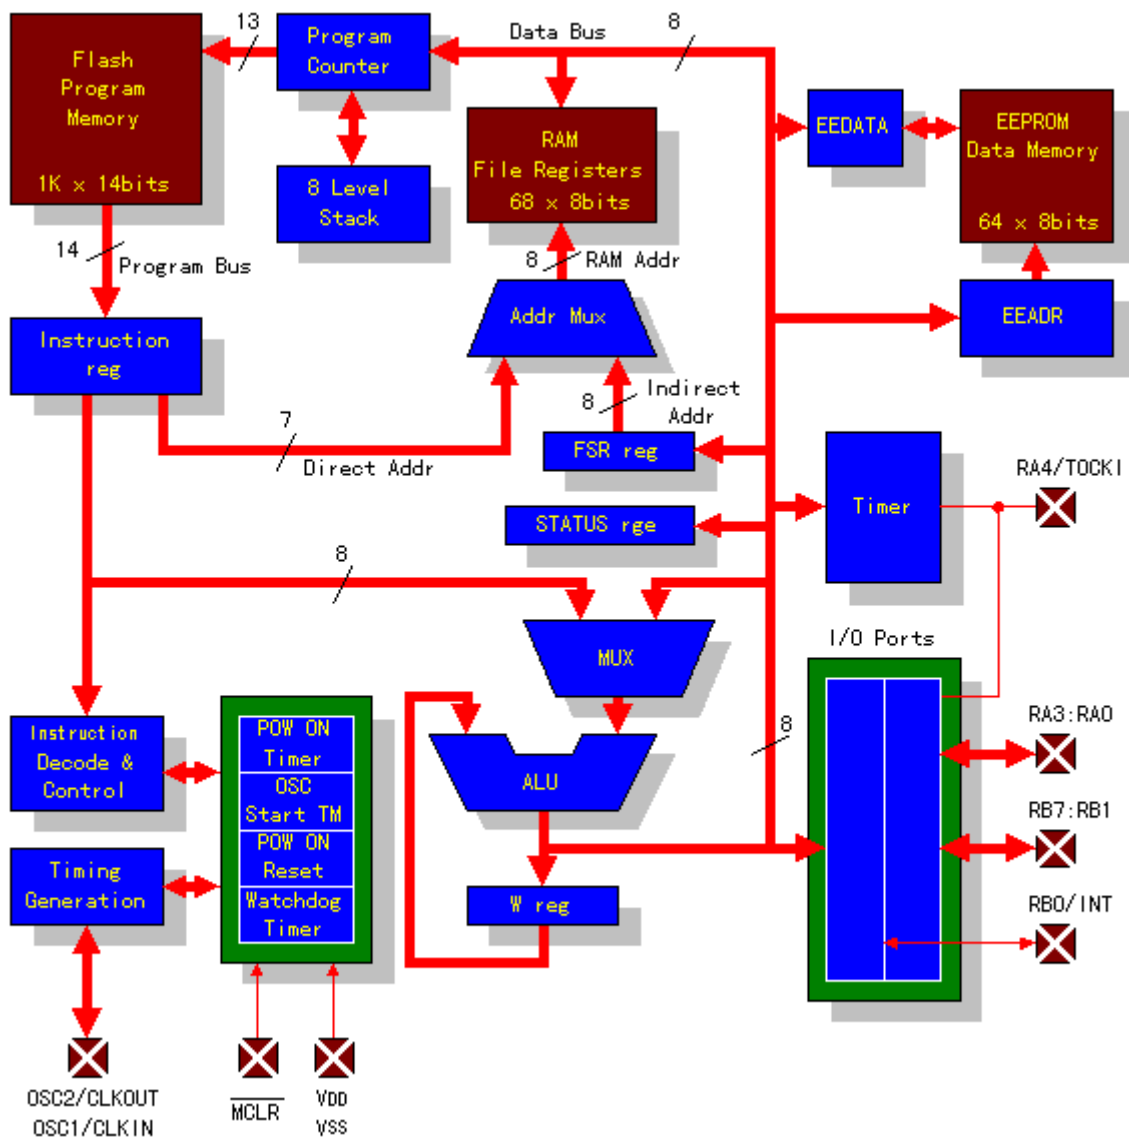 13
Program
Counter
Data Bus
8
Flash
Program
Memory
1K × 14bits
8 Level
Stack
RAM
File Registers
68 × 8bits
EEDATA
EEPROM
Data Memory
64 × 8bits
14
Program Bus
8
RAM Addr
Addr Mux
EEADR
Instruction
reg
8
Indirect
Addr
7
Direct Addr
FSR reg
STATUS rge
Timer
RA4/TOCKI
8
MUX
I/O Ports
Instruction
Decode &
Control
POW ON
Timer
OSC
Start TM
POW ON
Reset
Watchdog
Timer
ALU
8
RA3:RA0
RB7:RB1
RB0/INT
Timing
Generation
W reg
OSC2/CLKOUT
OSC1/CLKIN
MCLR
VDD
VSS